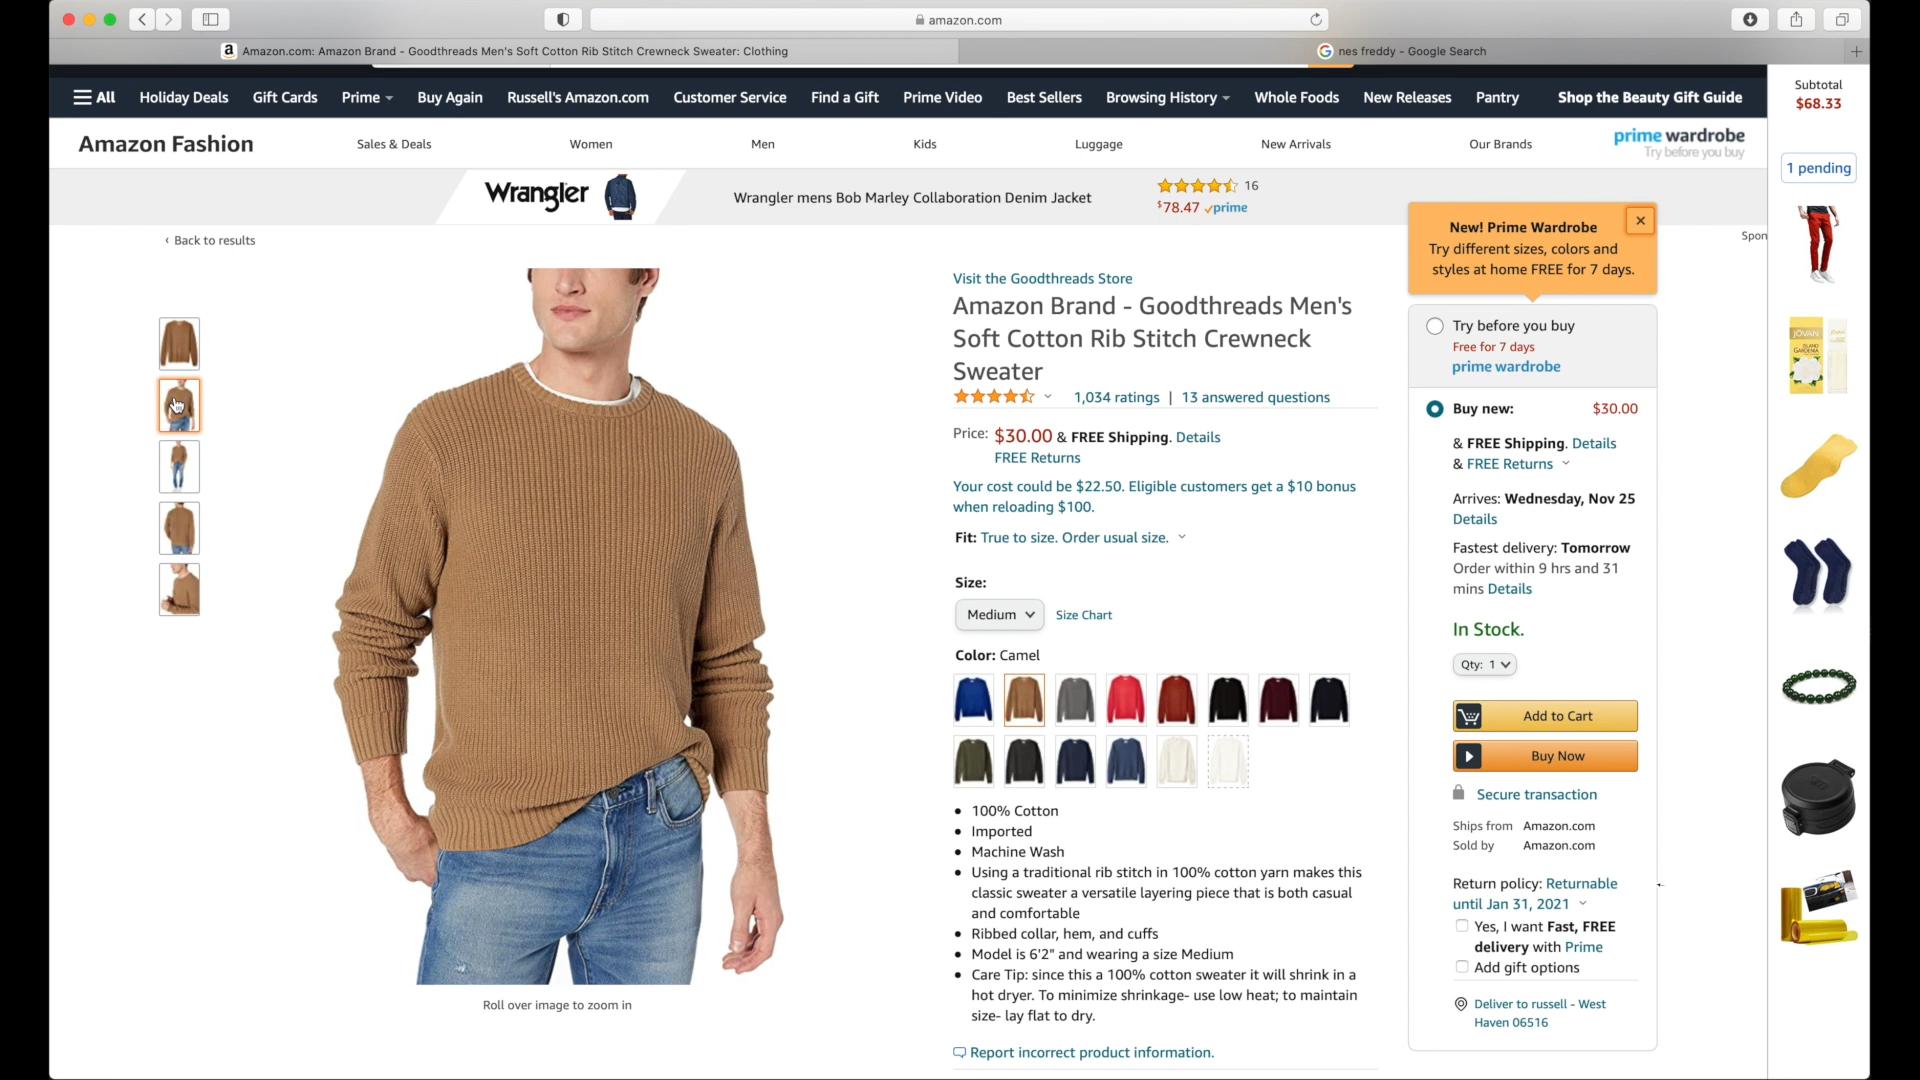 amazon.com
Amazon.com: Amazon Brand - Goodthreads Men's Soft Cotton Rib Stitch Crewneck Sweater: Clothing
nes freddy - Google Search
All
Holiday Deals
Gift Cards
Prime
Buy Again
Russell's Amazon.com
Customer Service
Find a Gift
Prime Video
Best Sellers
Browsing History
Whole Foods
New Releases
Pantry
Shop the Beauty Gift Guide
Subtotal
$68.33
1 pending
Amazon Fashion
Sales & Deals
Women
Men
Kids
Luggage
New Arrivals
Our Brands
prime wardrobe
Try before you buy
Wrangler
Wrangler mens Bob Marley Collaboration Denim Jacket
16
$78.47 prime
Spon
‹ Back to results
Visit the Goodthreads Store
Amazon Brand - Goodthreads Men's
Soft Cotton Rib Stitch Crewneck
Sweater
1,034 ratings | 13 answered questions
Price: $30.00 & FREE Shipping. Details
FREE Returns
Your cost could be $22.50. Eligible customers get a $10 bonus
when reloading $100.
Fit: True to size. Order usual size.
Size:
Medium
Size Chart
Color: Camel
• 100% Cotton
• Imported
• Machine Wash
• Using a traditional rib stitch in 100% cotton yarn makes this
classic sweater a versatile layering piece that is both casual
and comfortable
• Ribbed collar, hem, and cuffs
• Model is 6'2" and wearing a size Medium
• Care Tip: since this a 100% cotton sweater it will shrink in a
hot dryer. To minimize shrinkage- use low heat; to maintain
size- lay flat to dry.
Report incorrect product information.
Roll over image to zoom in
New! Prime Wardrobe
Try different sizes, colors and
styles at home FREE for 7 days.
Try before you buy
Free for 7 days
prime wardrobe
Buy new: $30.00
& FREE Shipping. Details
& FREE Returns
Arrives: Wednesday, Nov 25
Details
Fastest delivery: Tomorrow
Order within 9 hrs and 31
mins Details
In Stock.
Qty: 1
Add to Cart
Buy Now
Secure transaction
Ships from Amazon.com
Sold by Amazon.com
Return policy: Returnable
until Jan 31, 2021
Yes, I want Fast, FREE
delivery with Prime
Add gift options
Deliver to russell - West
Haven 06516
JŌVAN
ISLAND
GARDENIA